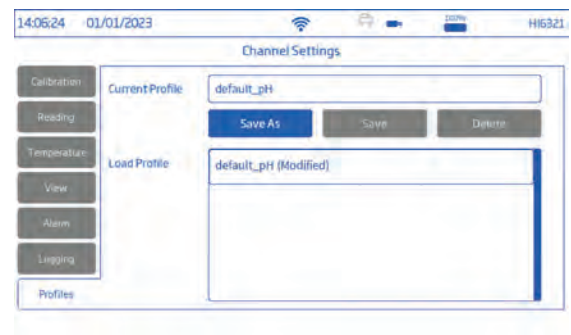 14:06:24 01/01/2023 100% HI6321
Channel Settings
Calibration
Current Profile default_pH
Reading
Save As Save Delete
Temperature
Load Profile default_pH (Modified)
View
Alarm
Logging
Profiles